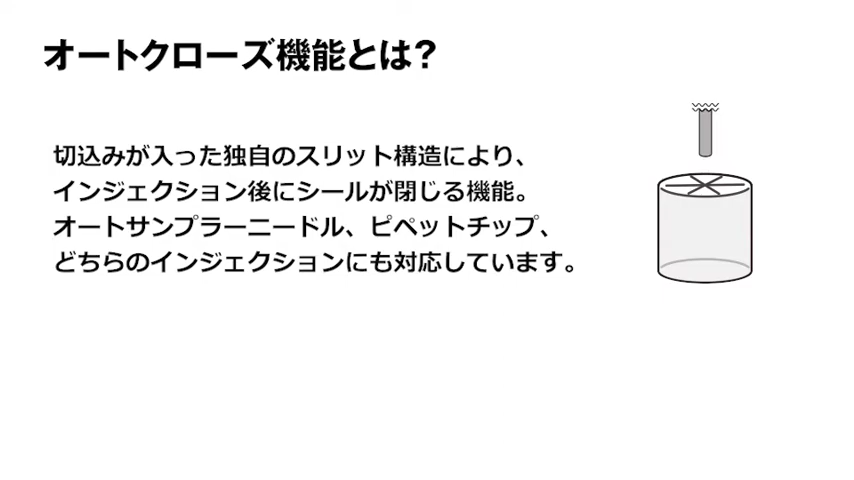 オートクローズ機能とは?
切込みが入った独自のスリット構造により、
インジェクション後にシールが閉じる機能。
オートサンプラーニードル、ピペットチップ、
どちらのインジェクションにも対応しています。